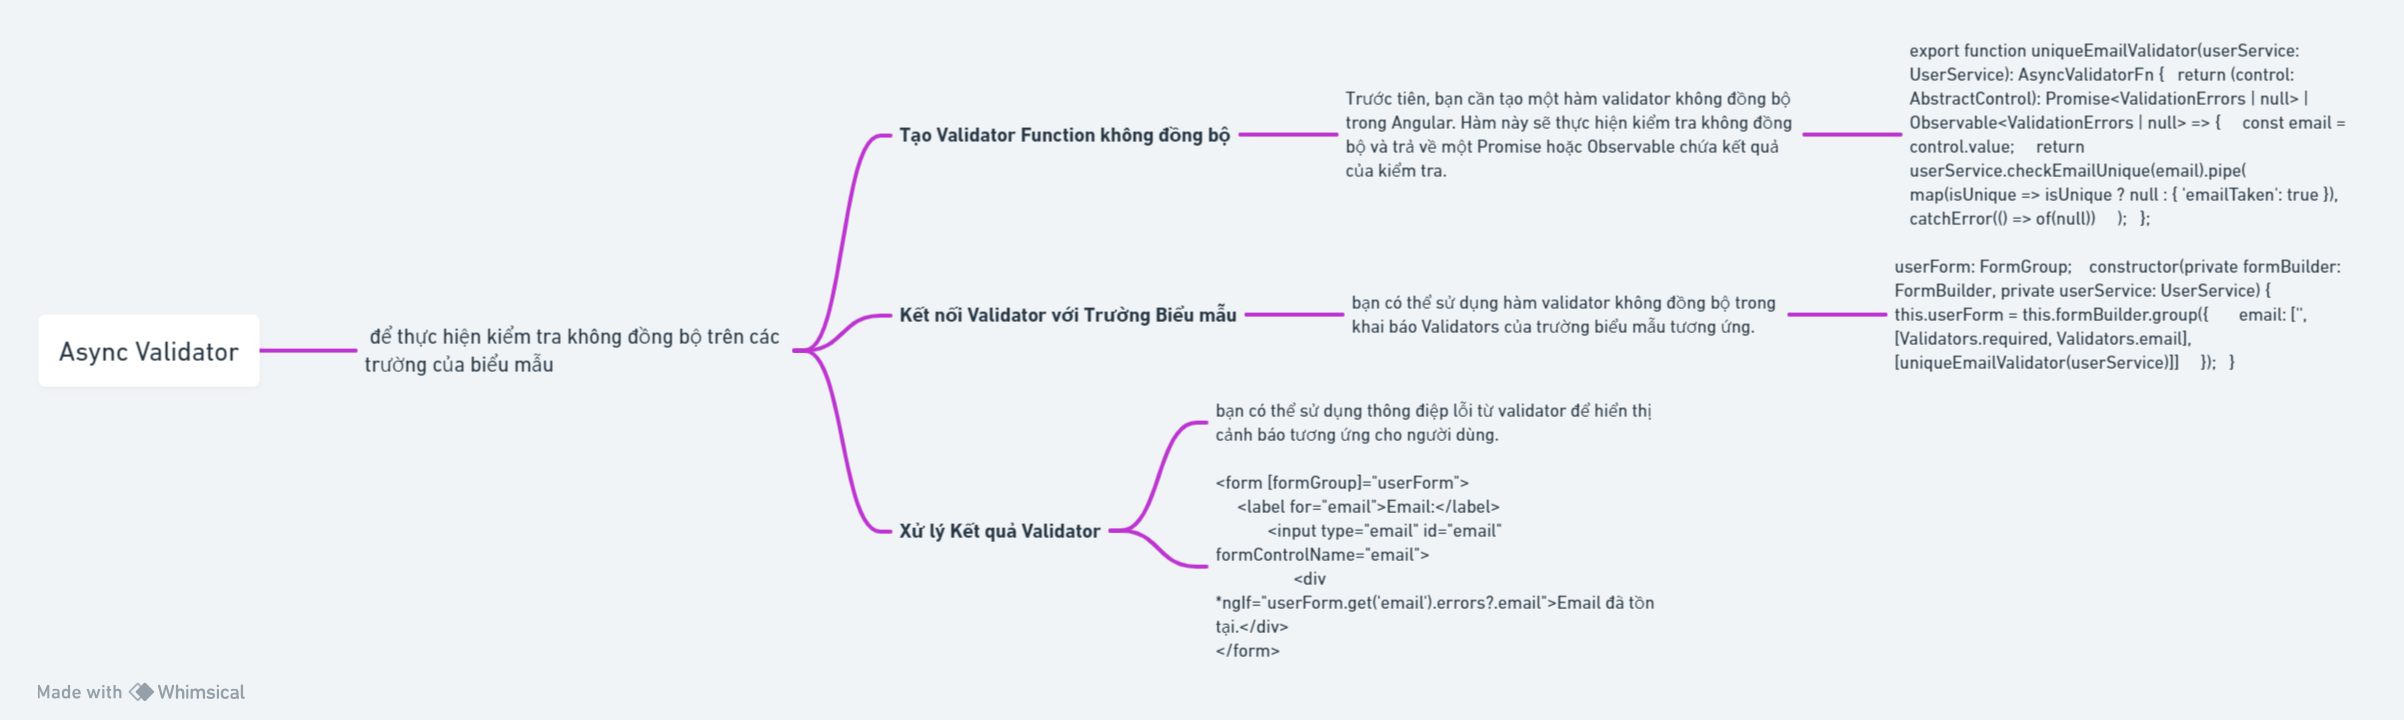 Async Validator
để thực hiện kiểm tra không đồng bộ trên các
trường của biểu mẫu
Tạo Validator Function không đồng bộ
Trước tiên, bạn cần tạo một hàm validator không đồng bộ
trong Angular. Hàm này sẽ thực hiện kiểm tra không đồng
bộ và trả về một Promise hoặc Observable chứa kết quả
của kiểm tra.
export function uniqueEmailValidator(userService:
UserService): AsyncValidatorFn {   return (control:
AbstractControl): Promise<ValidationErrors | null> |
Observable<ValidationErrors | null> => {     const email =
control.value;     return
userService.checkEmailUnique(email).pipe(
map(isUnique => isUnique ? null : { 'emailTaken': true }),
catchError(() => of(null))     );   };
Kết nối Validator với Trường Biểu mẫu
bạn có thể sử dụng hàm validator không đồng bộ trong
khai báo Validators của trường biểu mẫu tương ứng.
userForm: FormGroup;    constructor(private formBuilder:
FormBuilder, private userService: UserService) {
this.userForm = this.formBuilder.group({       email: ['',
[Validators.required, Validators.email],
[uniqueEmailValidator(userService)]]     });   }
Xử lý Kết quả Validator
bạn có thể sử dụng thông điệp lỗi từ validator để hiển thị
cảnh báo tương ứng cho người dùng.
<form [formGroup]="userForm">
<label for="email">Email:</label>
<input type="email" id="email"
formControlName="email">
<div
*ngIf="userForm.get('email').errors?.email">Email đã tồn
tại.</div>
</form>
Made with Whimsical